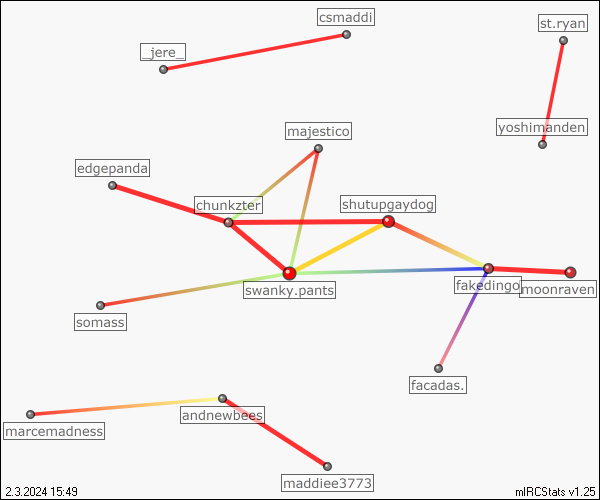 csmaddi
st.ryan
_jere_
majestico
yoshimanden
edgepanda
chunkzter
shutupgaydog
swanky.pants
fakedingo
moonraven
somass
facadas.
andnewbees
marcemadness
maddiee3773
2.3.2024 15:49
mIRCStats v1.25